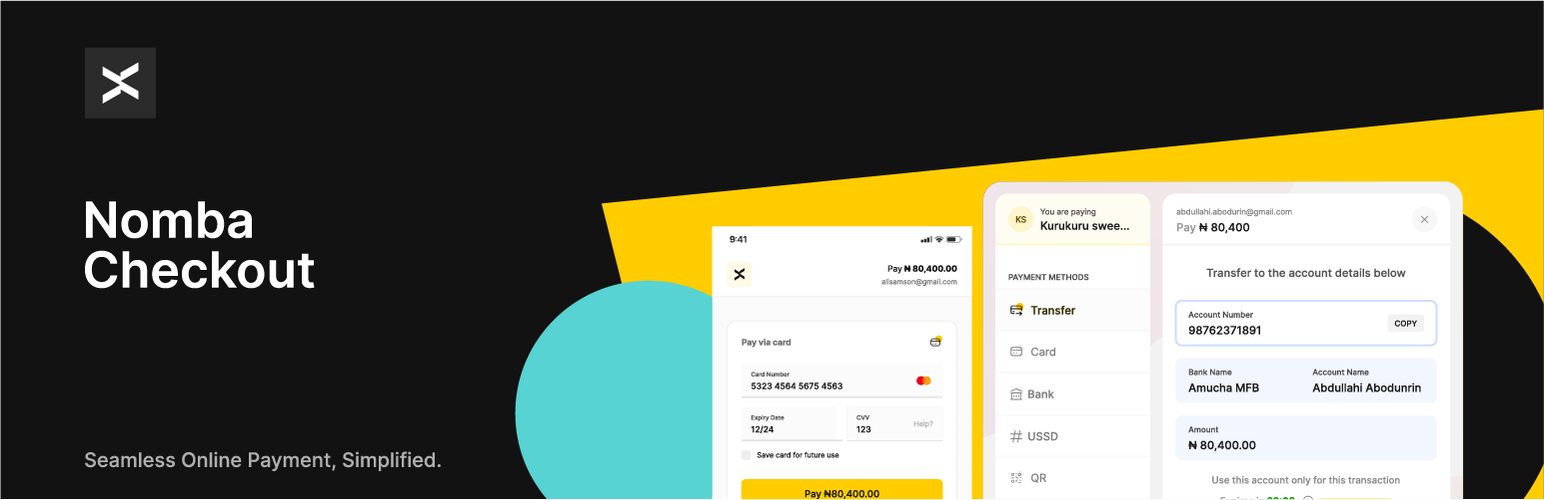 Nomba
Checkout
Seamless Online Payment, Simplified.
9:41
Pay ₦ 80,400.00
alisamson@gmail.com
Pay via card
Card Number
5323 4564 5675 4563
Expiry Date
12/24
CVV
123
Help?
Save card for future use
Pay ₦80,400.00
KS
You are paying
Kurukuru swee...
PAYMENT METHODS
Transfer
Card
Bank
USSD
QR
abdullahi.abodurin@gmail.com
Pay ₦ 80,400
Transfer to the account details below
Account Number
98762371891
COPY
Bank Name
Amucha MFB
Account Name
Abdullahi Abodunrin
Amount
₦ 80,400.00
Use this account only for this transaction